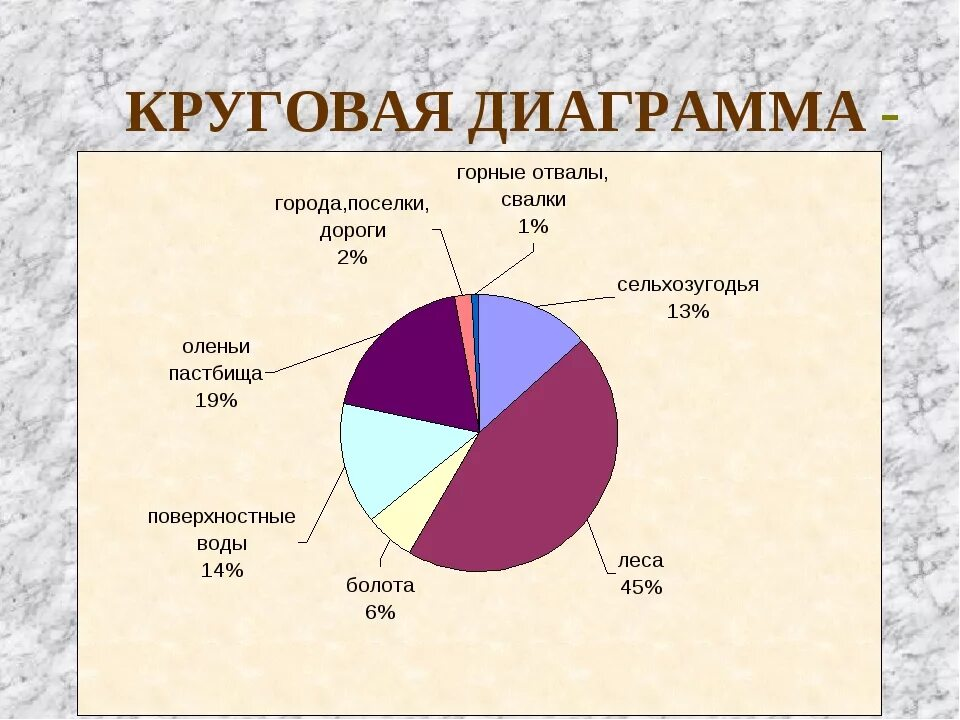 КРУГОВАЯ ДИАГРАММА -
горные отвалы,
свалки
1%
города,поселки,
дороги
2%
сельхозугодья
13%
оленьи
пастбища
19%
поверхностные
воды
14%
болота
6%
леса
45%